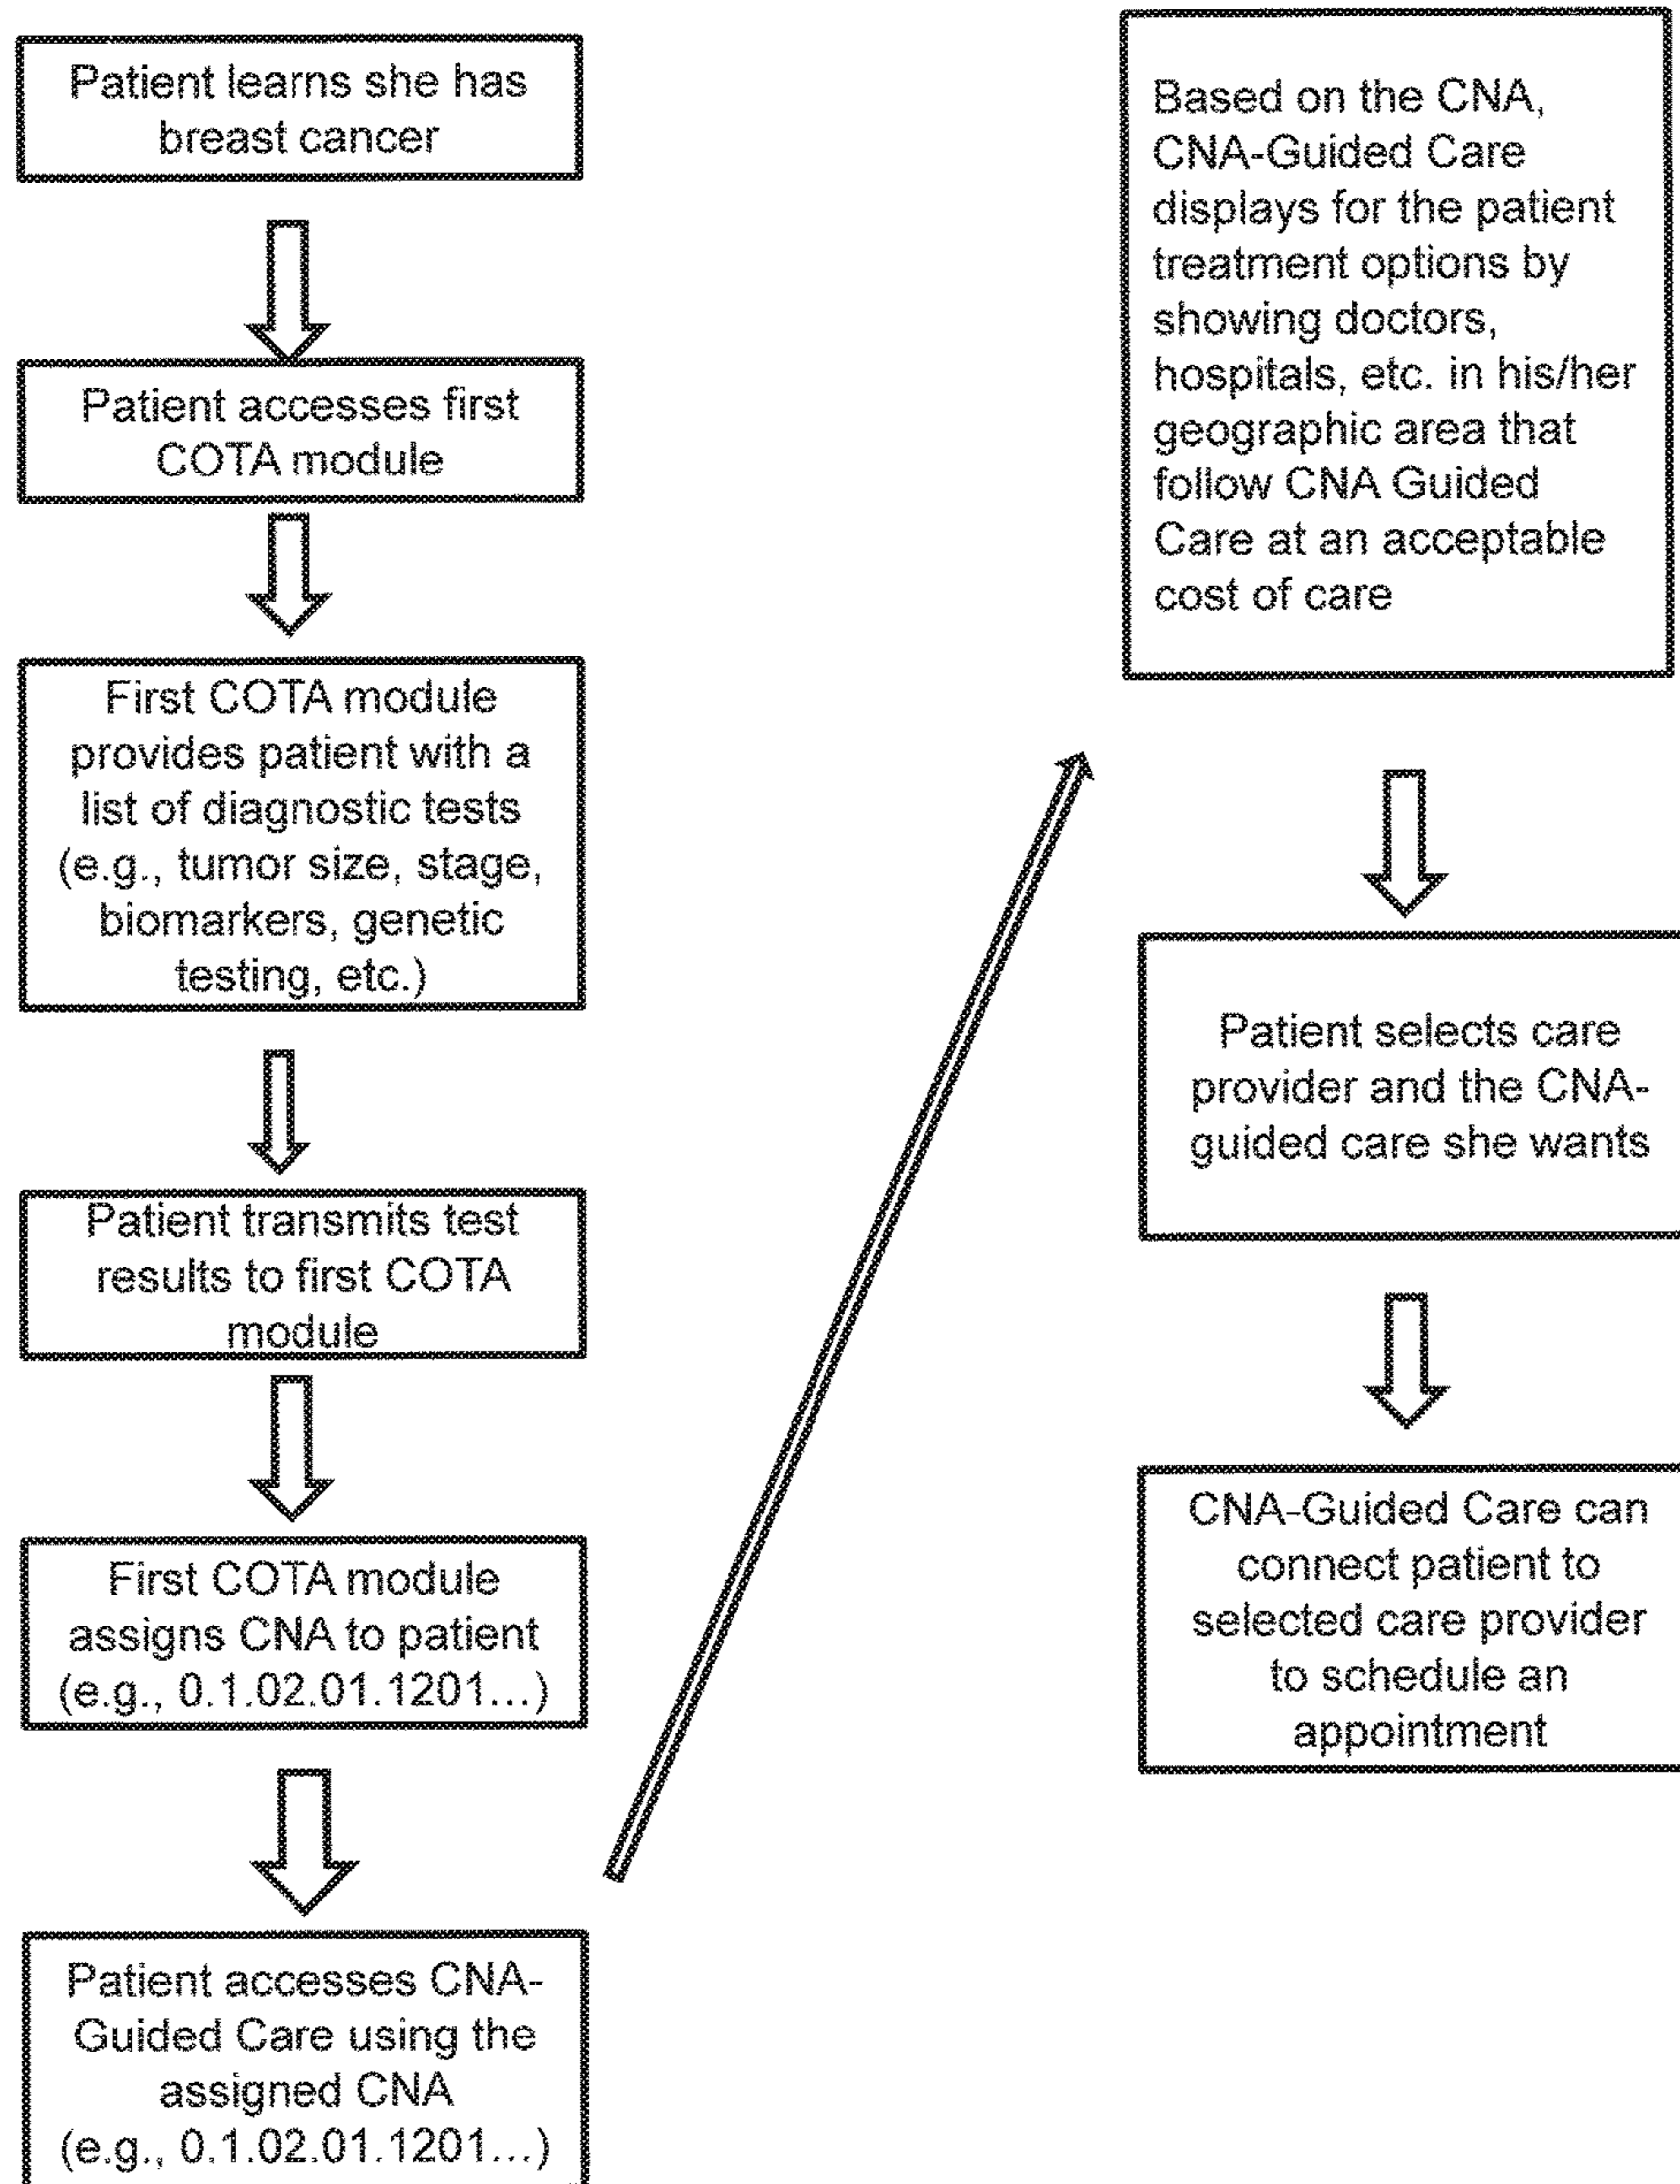 Patient learns she has
breast cancer
Patient accesses first
COTA module
First COTA module
provides patient with a
list of diagnostic tests
(e.g., tumor size, stage,
biomarkers, genetic
testing, etc.)
Patient transmits test
results to first COTA
module
First COTA module
assigns CNA to patient
(e.g., 0.1.02.01.1201...)
Patient accesses CNA-
Guided Care using the
assigned CNA
(e.g., 0.1.02.01.1201...)
Based on the CNA,
CNA-Guided Care
displays for the patient
treatment options by
showing doctors,
hospitals, etc. in his/her
geographic area that
follow CNA Guided
Care at an acceptable
cost of care
Patient selects care
provider and the CNA-
guided care she wants
CNA-Guided Care can
connect patient to
selected care provider
to schedule an
appointment